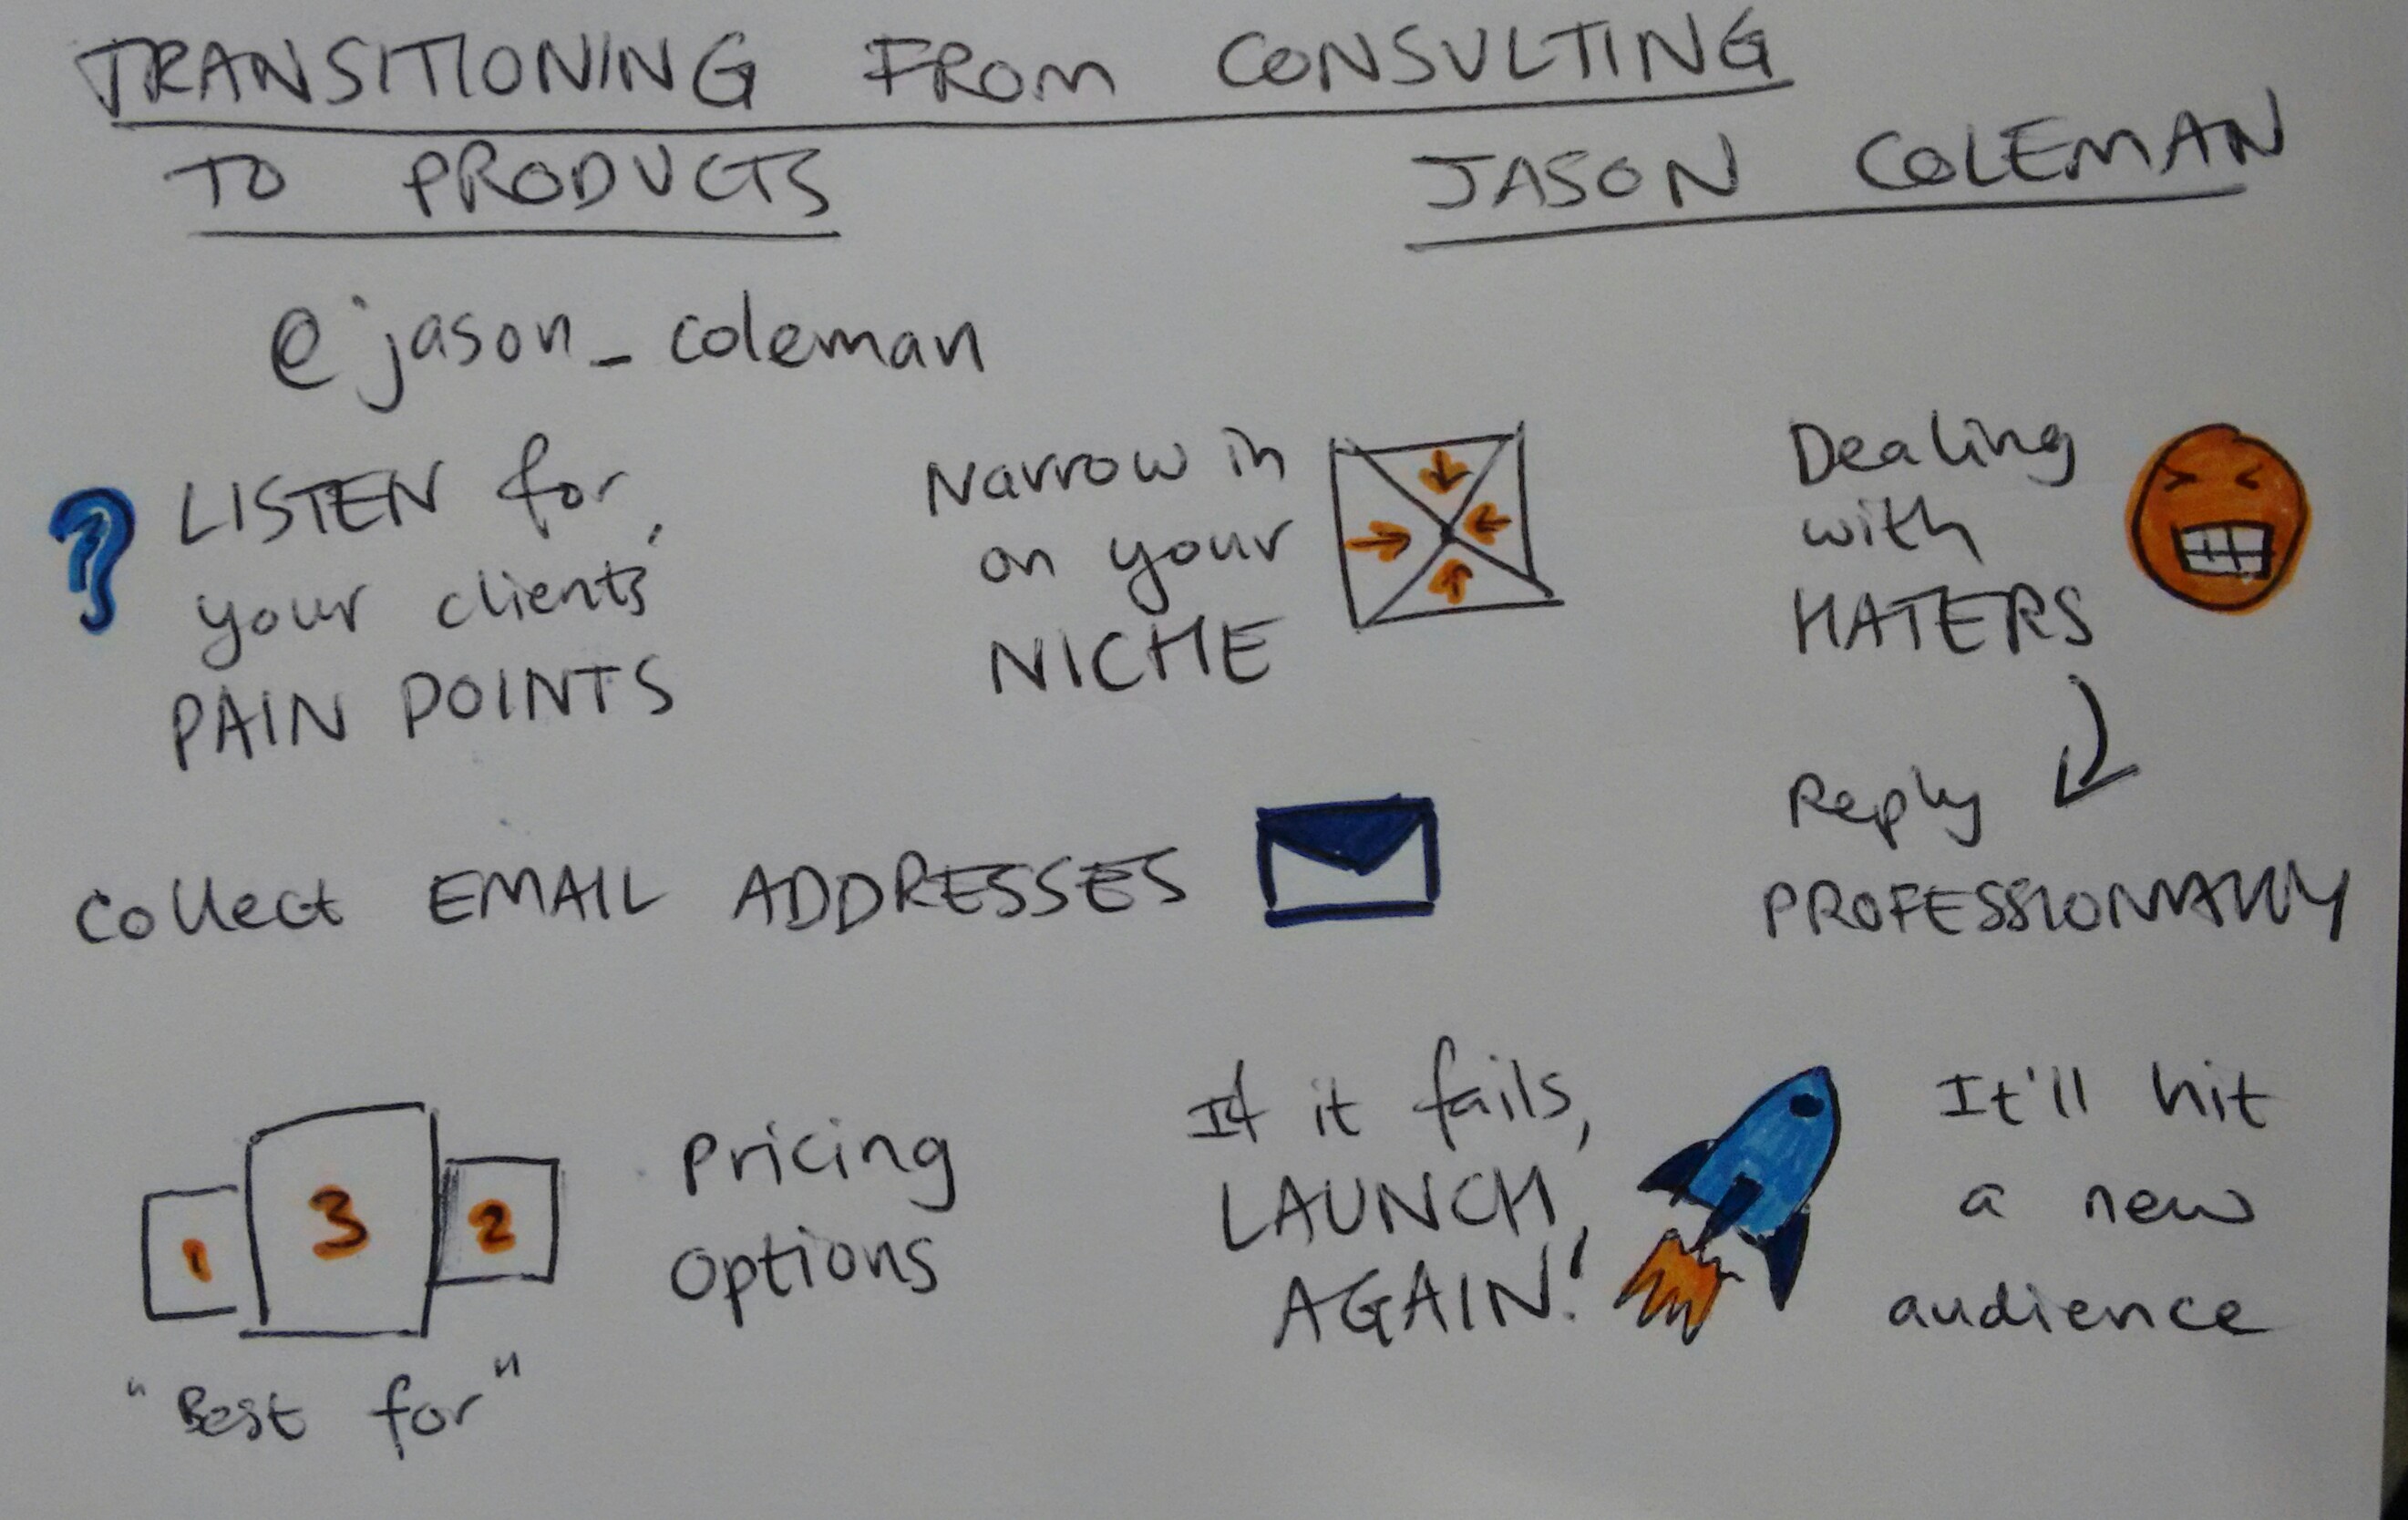 TRANSITIONING FROM CONSULTING
TO PRODUCTS
JASON COLEMAN
@jason_coleman
LISTEN for
your clients'
PAIN POINTS
Narrow in
on your
NICHE
Dealing
with
HATERS
Reply
PROFESSIONALLY
Collect EMAIL ADDRESSES
1 3 2
"Best for"
Pricing
Options
If it fails,
LAUNCH
AGAIN!
It'll hit
a new
audience